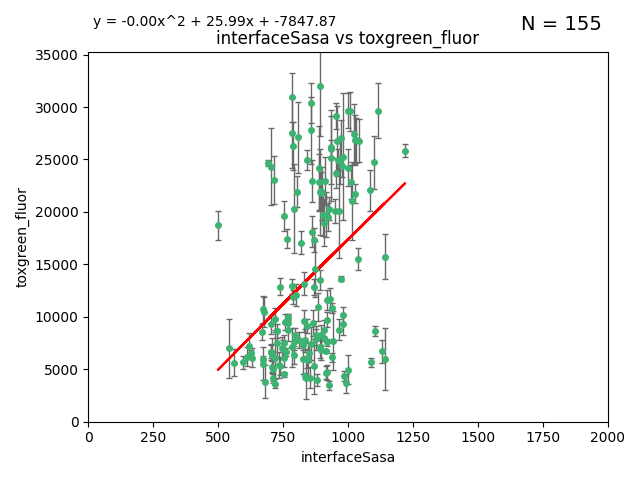 y = -0.00x^2 + 25.99x + -7847.87
N = 155
interfaceSasa vs toxgreen_fluor
35000
30000
25000
20000
15000
10000
5000
0
toxgreen_fluor
0 250 500 750 1000 1250 1500 1750 2000
interfaceSasa